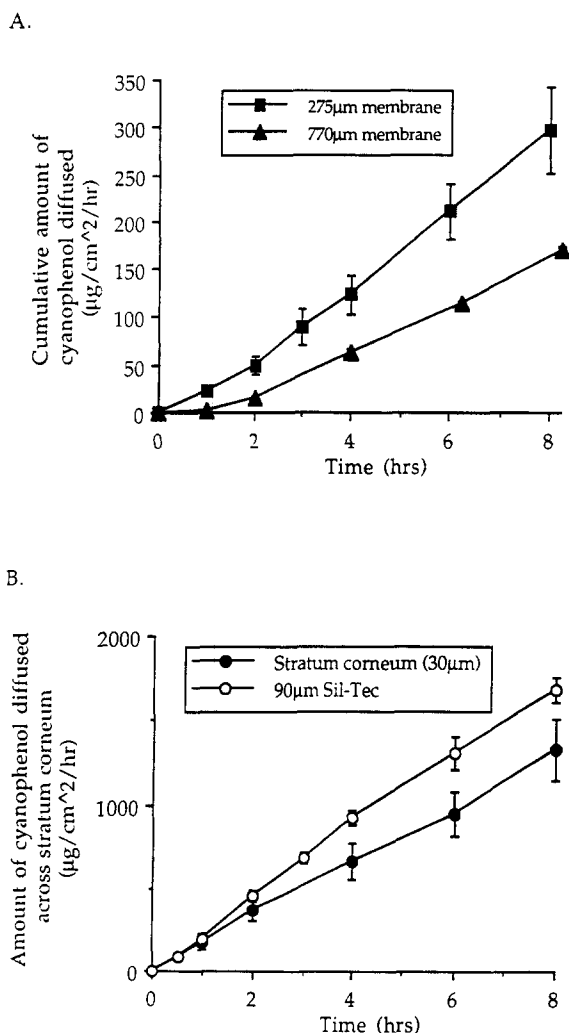 A.
Cumulative amount of
cyanophenol diffused
(µg/cm^2/hr)
350
300
250
200
150
100
50
0
275µm membrane
770µm membrane
0 2 4 6 8
Time (hrs)
B.
Amount of cyanophenol diffused
across stratum corneum
(µg/cm^2/hr)
2000
1000
0
Stratum corneum (30µm)
90µm Sil-Tec
0 2 4 6 8
Time (hrs)